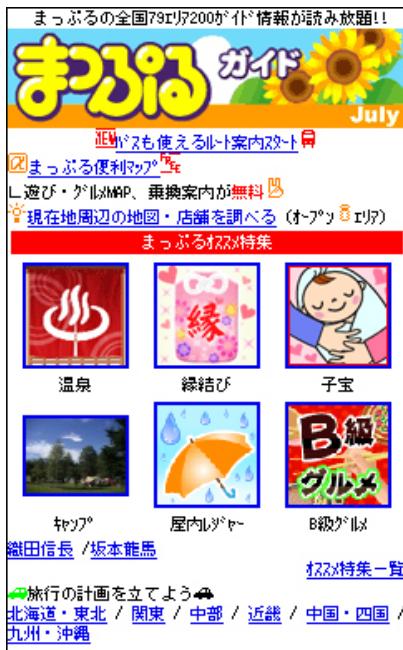 まっぷるの全国79ｴﾘｱ200ｶﾞｲﾄﾞ情報が読み放題!!
まっぷる ガイド
July
NEWﾊﾞｽも使えるﾙｰﾄ案内ｽﾀｰﾄ
α まっぷる便利ﾏｯﾌﾟ FREE
∟遊び・ｸﾞﾙﾒMAP、乗換案内が無料
現在地周辺の地図・店舗を調べる (ｵｰﾌﾟﾝｴﾘｱ)
まっぷるｵｽｽﾒ特集
縁
温泉 縁結び 子宝
B級グルメ
ｷｬﾝﾌﾟ 屋内ﾚｼﾞｬｰ B級ｸﾞﾙﾒ
織田信長 /坂本龍馬
ｵｽｽﾒ特集一覧
旅行の計画を立てよう
北海道・東北 / 関東 / 中部 / 近畿 / 中国・四国 /
九州・沖縄